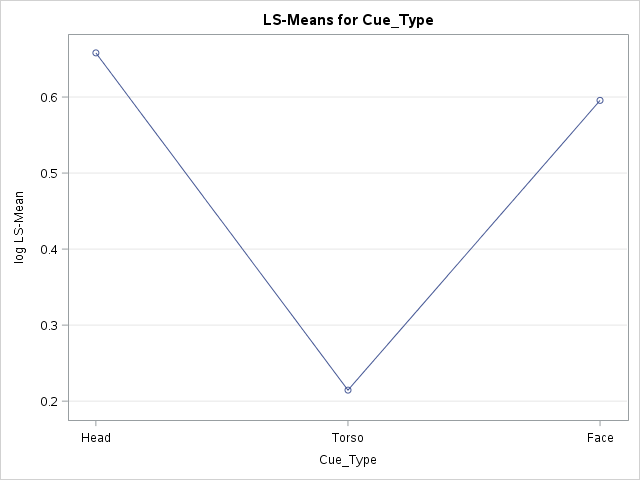 LS-Means for Cue_Type
log LS-Mean
0.6
0.5
0.4
0.3
0.2
Head Torso Face
Cue_Type